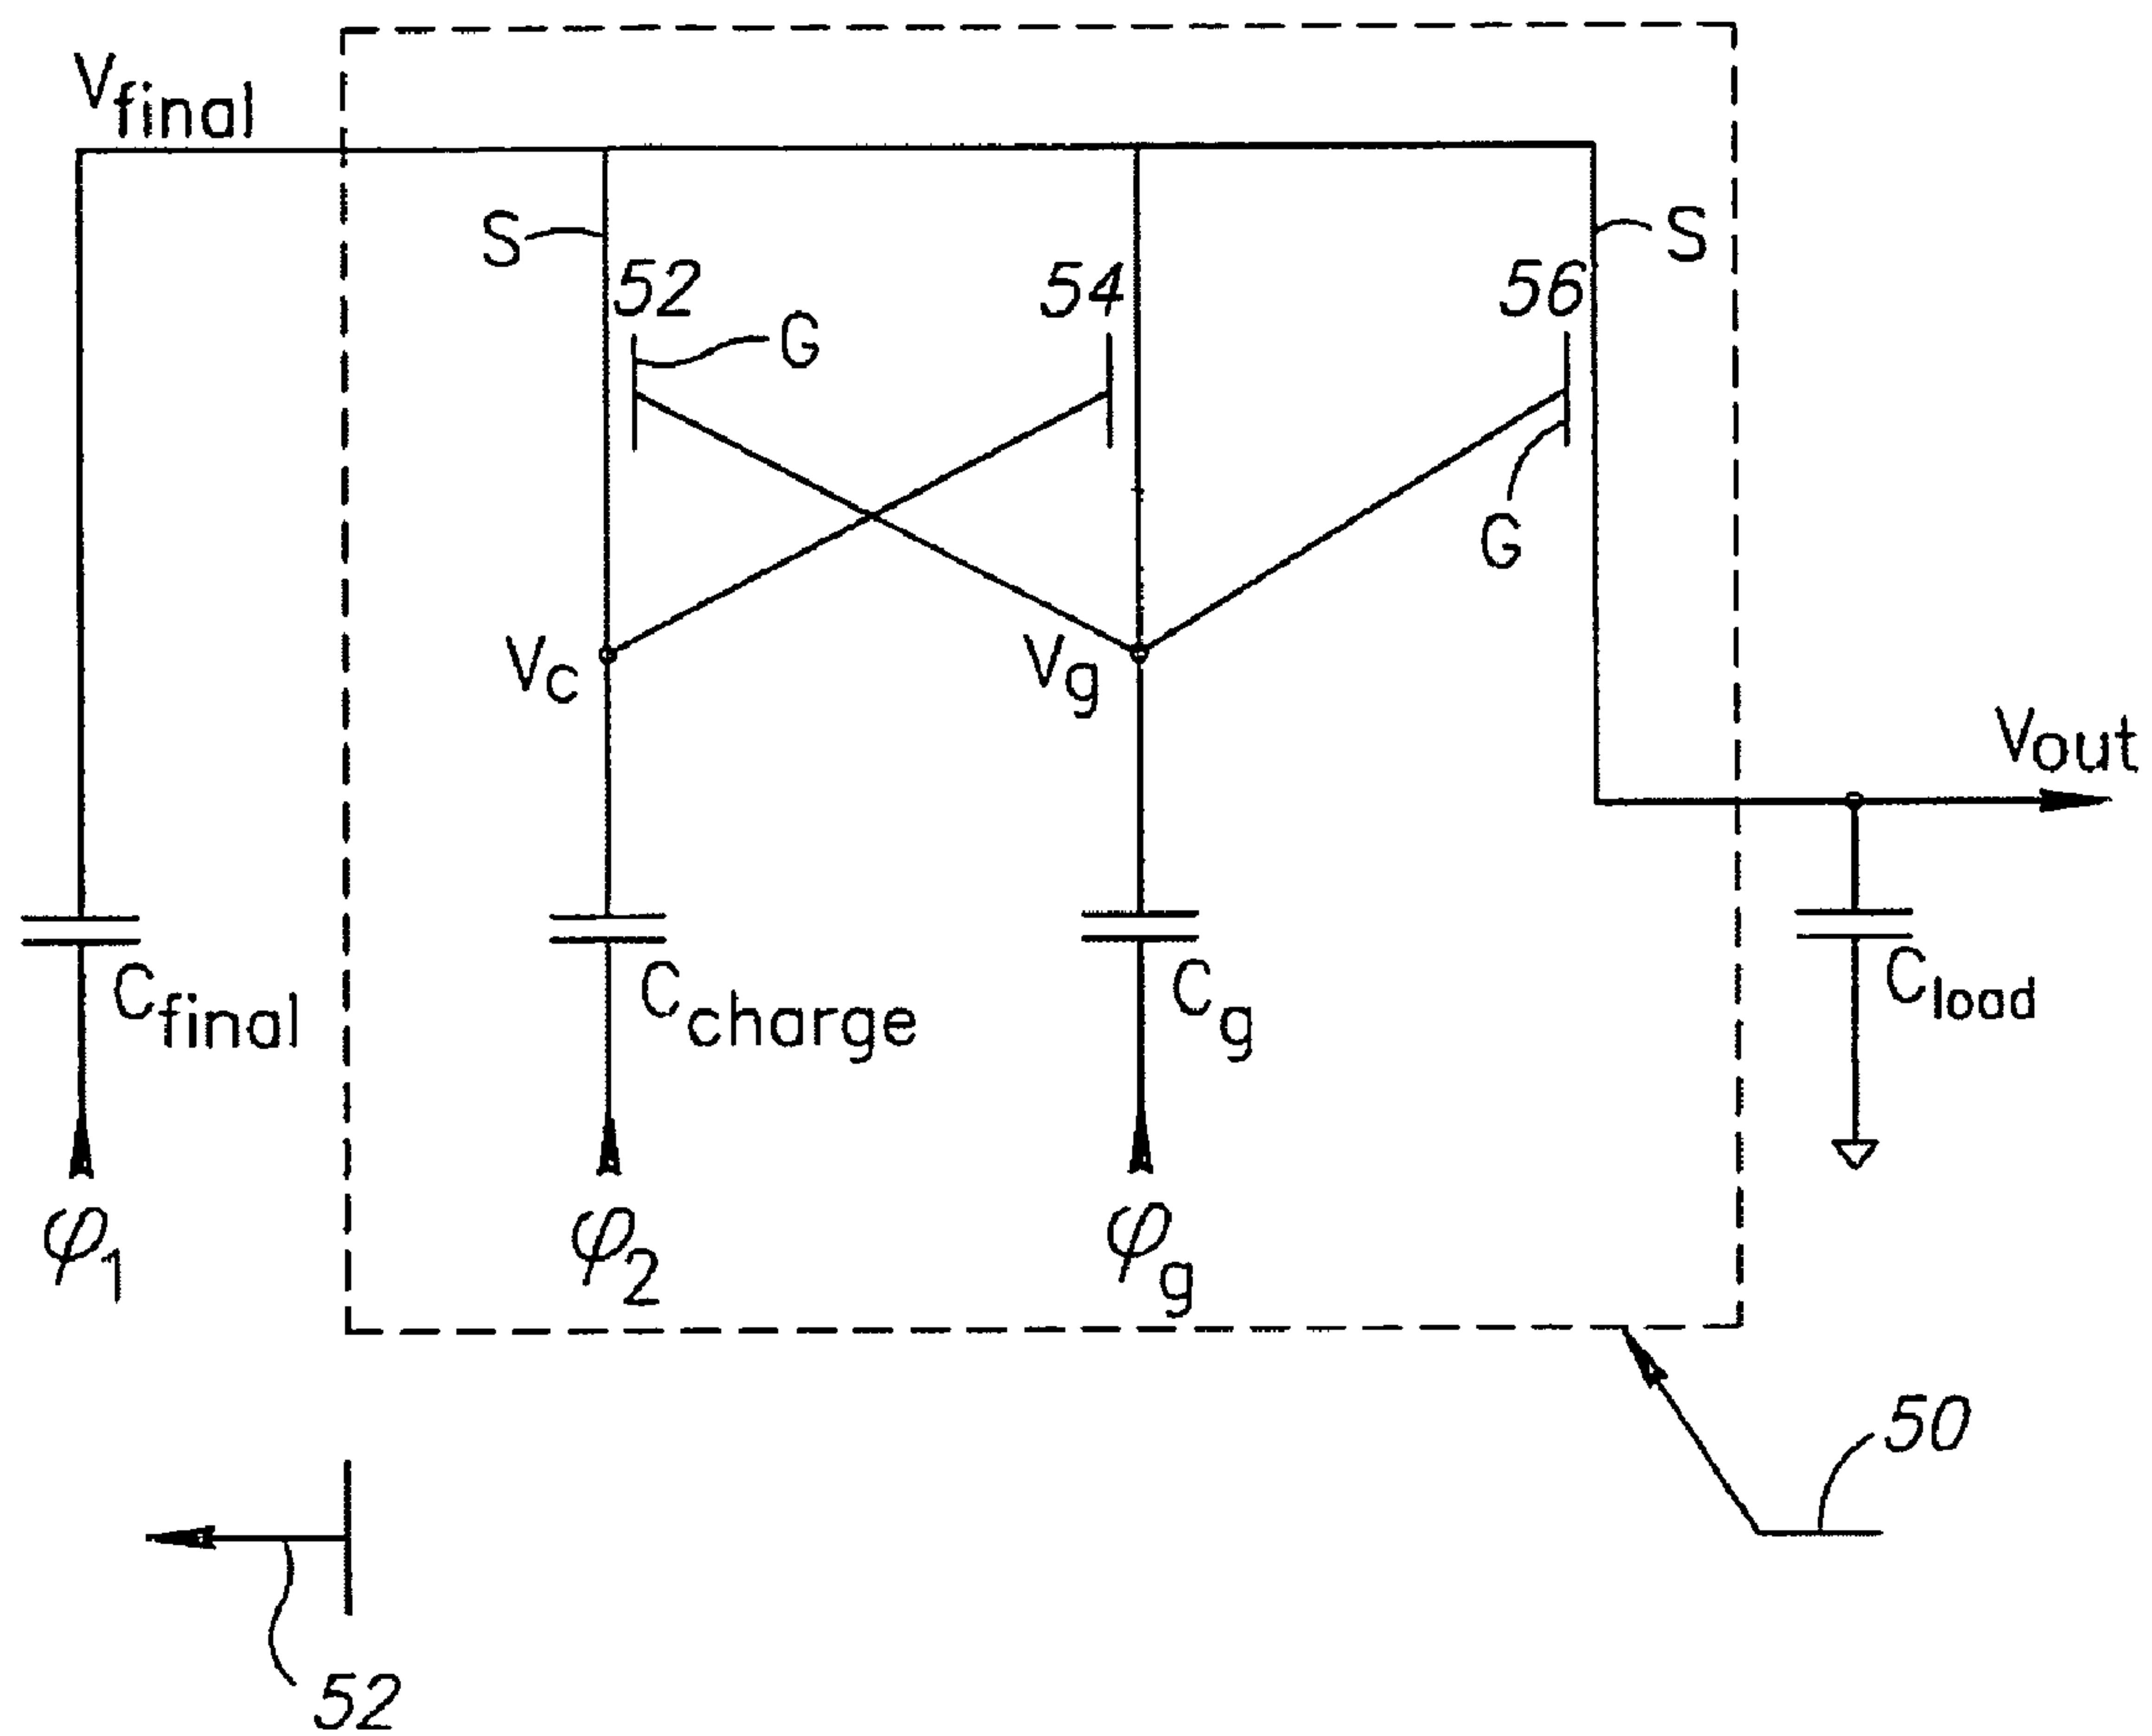 Vfinal
S
S
52
54
56
G
G
Vc
Vg
Vout
Cfinal
Ccharge
Cg
Cload
φ1
φ2
φg
50
52